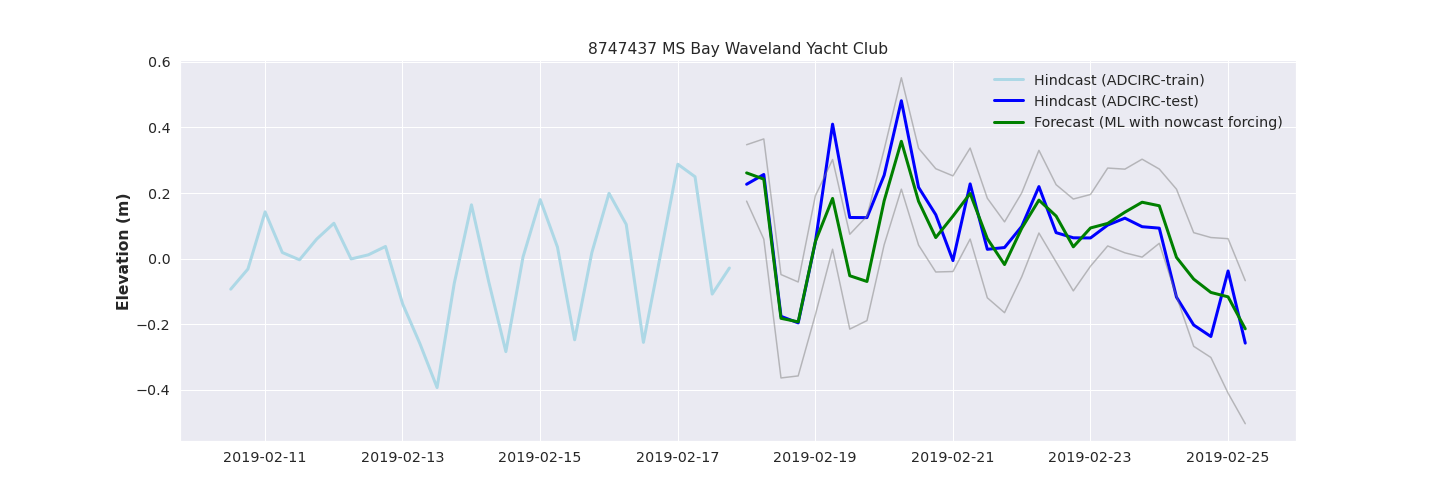 8747437 MS Bay Waveland Yacht Club
Elevation (m)
0.6
0.4
0.2
0.0
−0.2
−0.4
Hindcast (ADCIRC-train)
Hindcast (ADCIRC-test)
Forecast (ML with nowcast forcing)
2019-02-11 2019-02-13 2019-02-15 2019-02-17 2019-02-19 2019-02-21 2019-02-23 2019-02-25